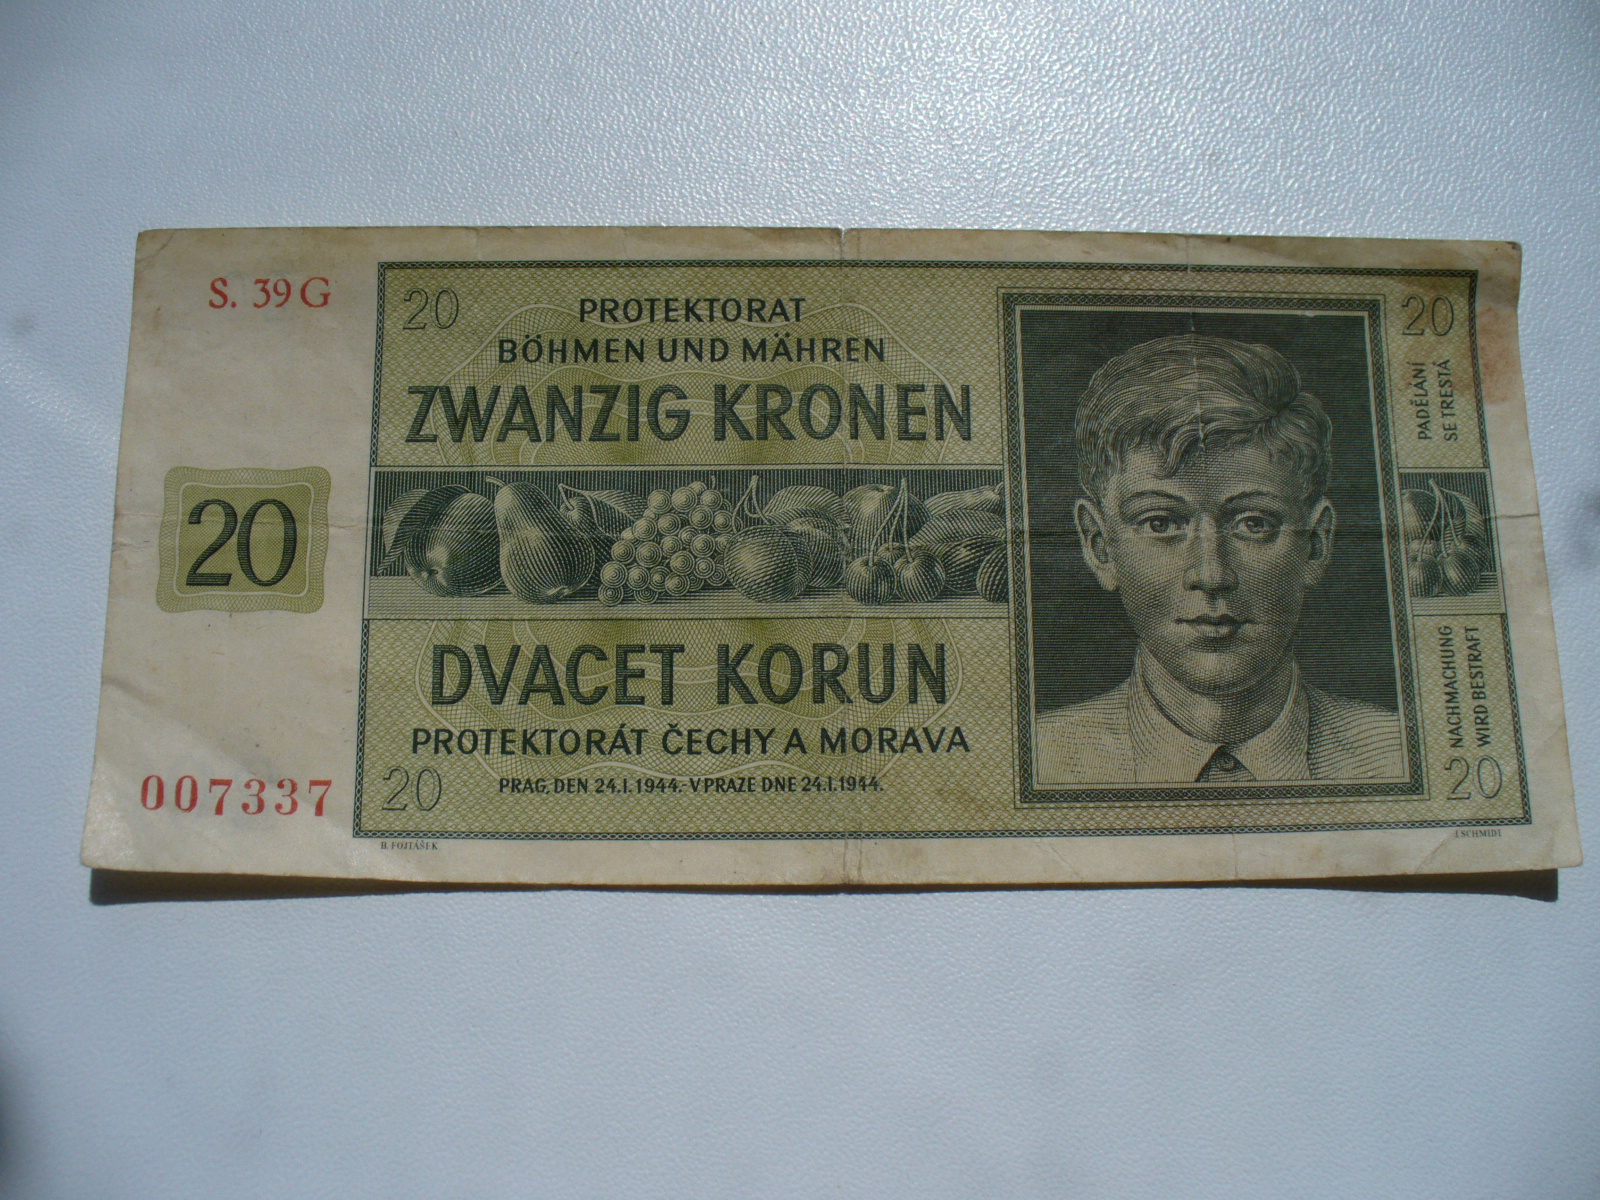 S. 39 G
20
PROTEKTORAT
BÖHMEN UND MÄHREN
ZWANZIG KRONEN
20
DVACET KORUN
PROTEKTORÁT ČECHY A MORAVA
PRAG, DEN 24.I.1944.-V PRAZE DNE 24.I.1944.
20
007337
20
PADĚLÁNÍ
SE TRESTÁ
NACHMACHUNG
WIRD BESTRAFT
20
H. FOJTÁŠEK
J. SCHMIDT